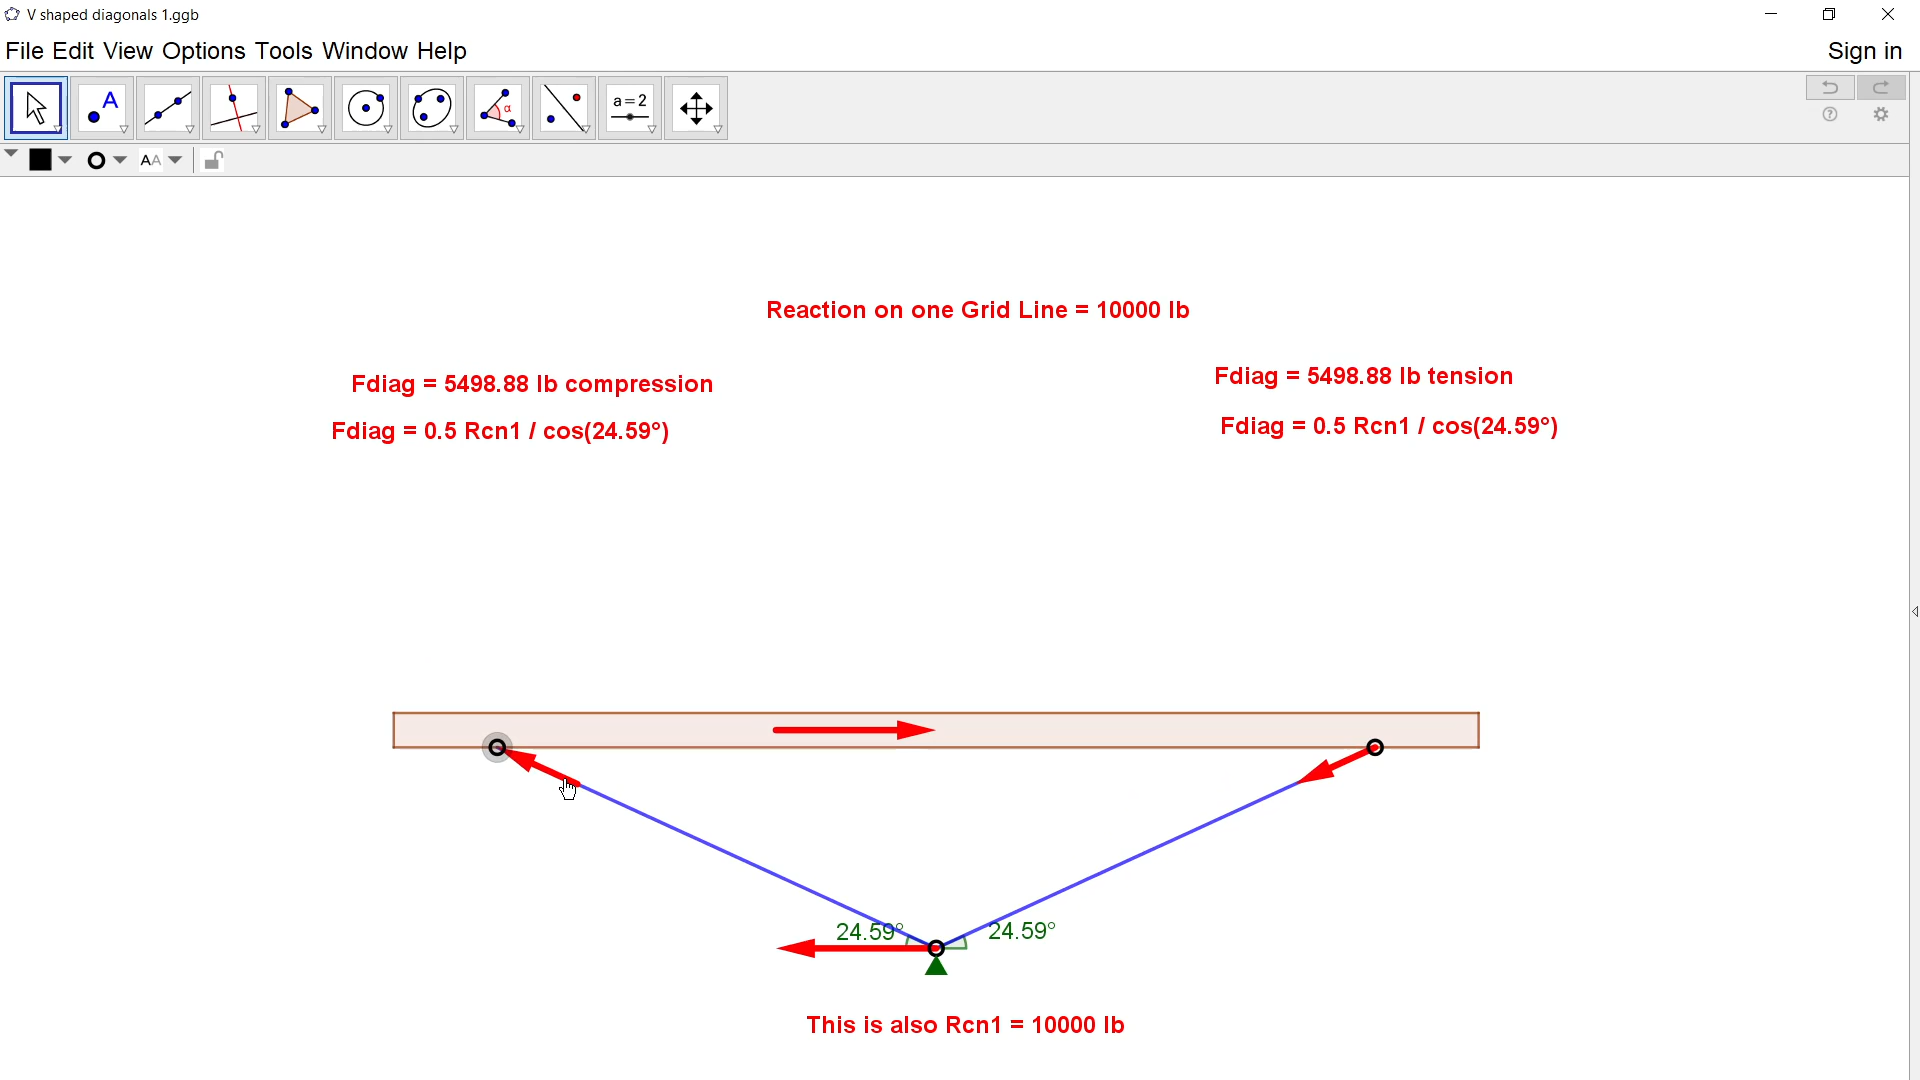 V shaped diagonals 1.ggb
File Edit View Options Tools Window Help
Sign in
A
α
a=2
AA
Reaction on one Grid Line = 10000 lb
Fdiag = 5498.88 lb compression
Fdiag = 5498.88 lb tension
Fdiag = 0.5 Rcn1 / cos(24.59°)
Fdiag = 0.5 Rcn1 / cos(24.59°)
24.59°
24.59°
This is also Rcn1 = 10000 lb